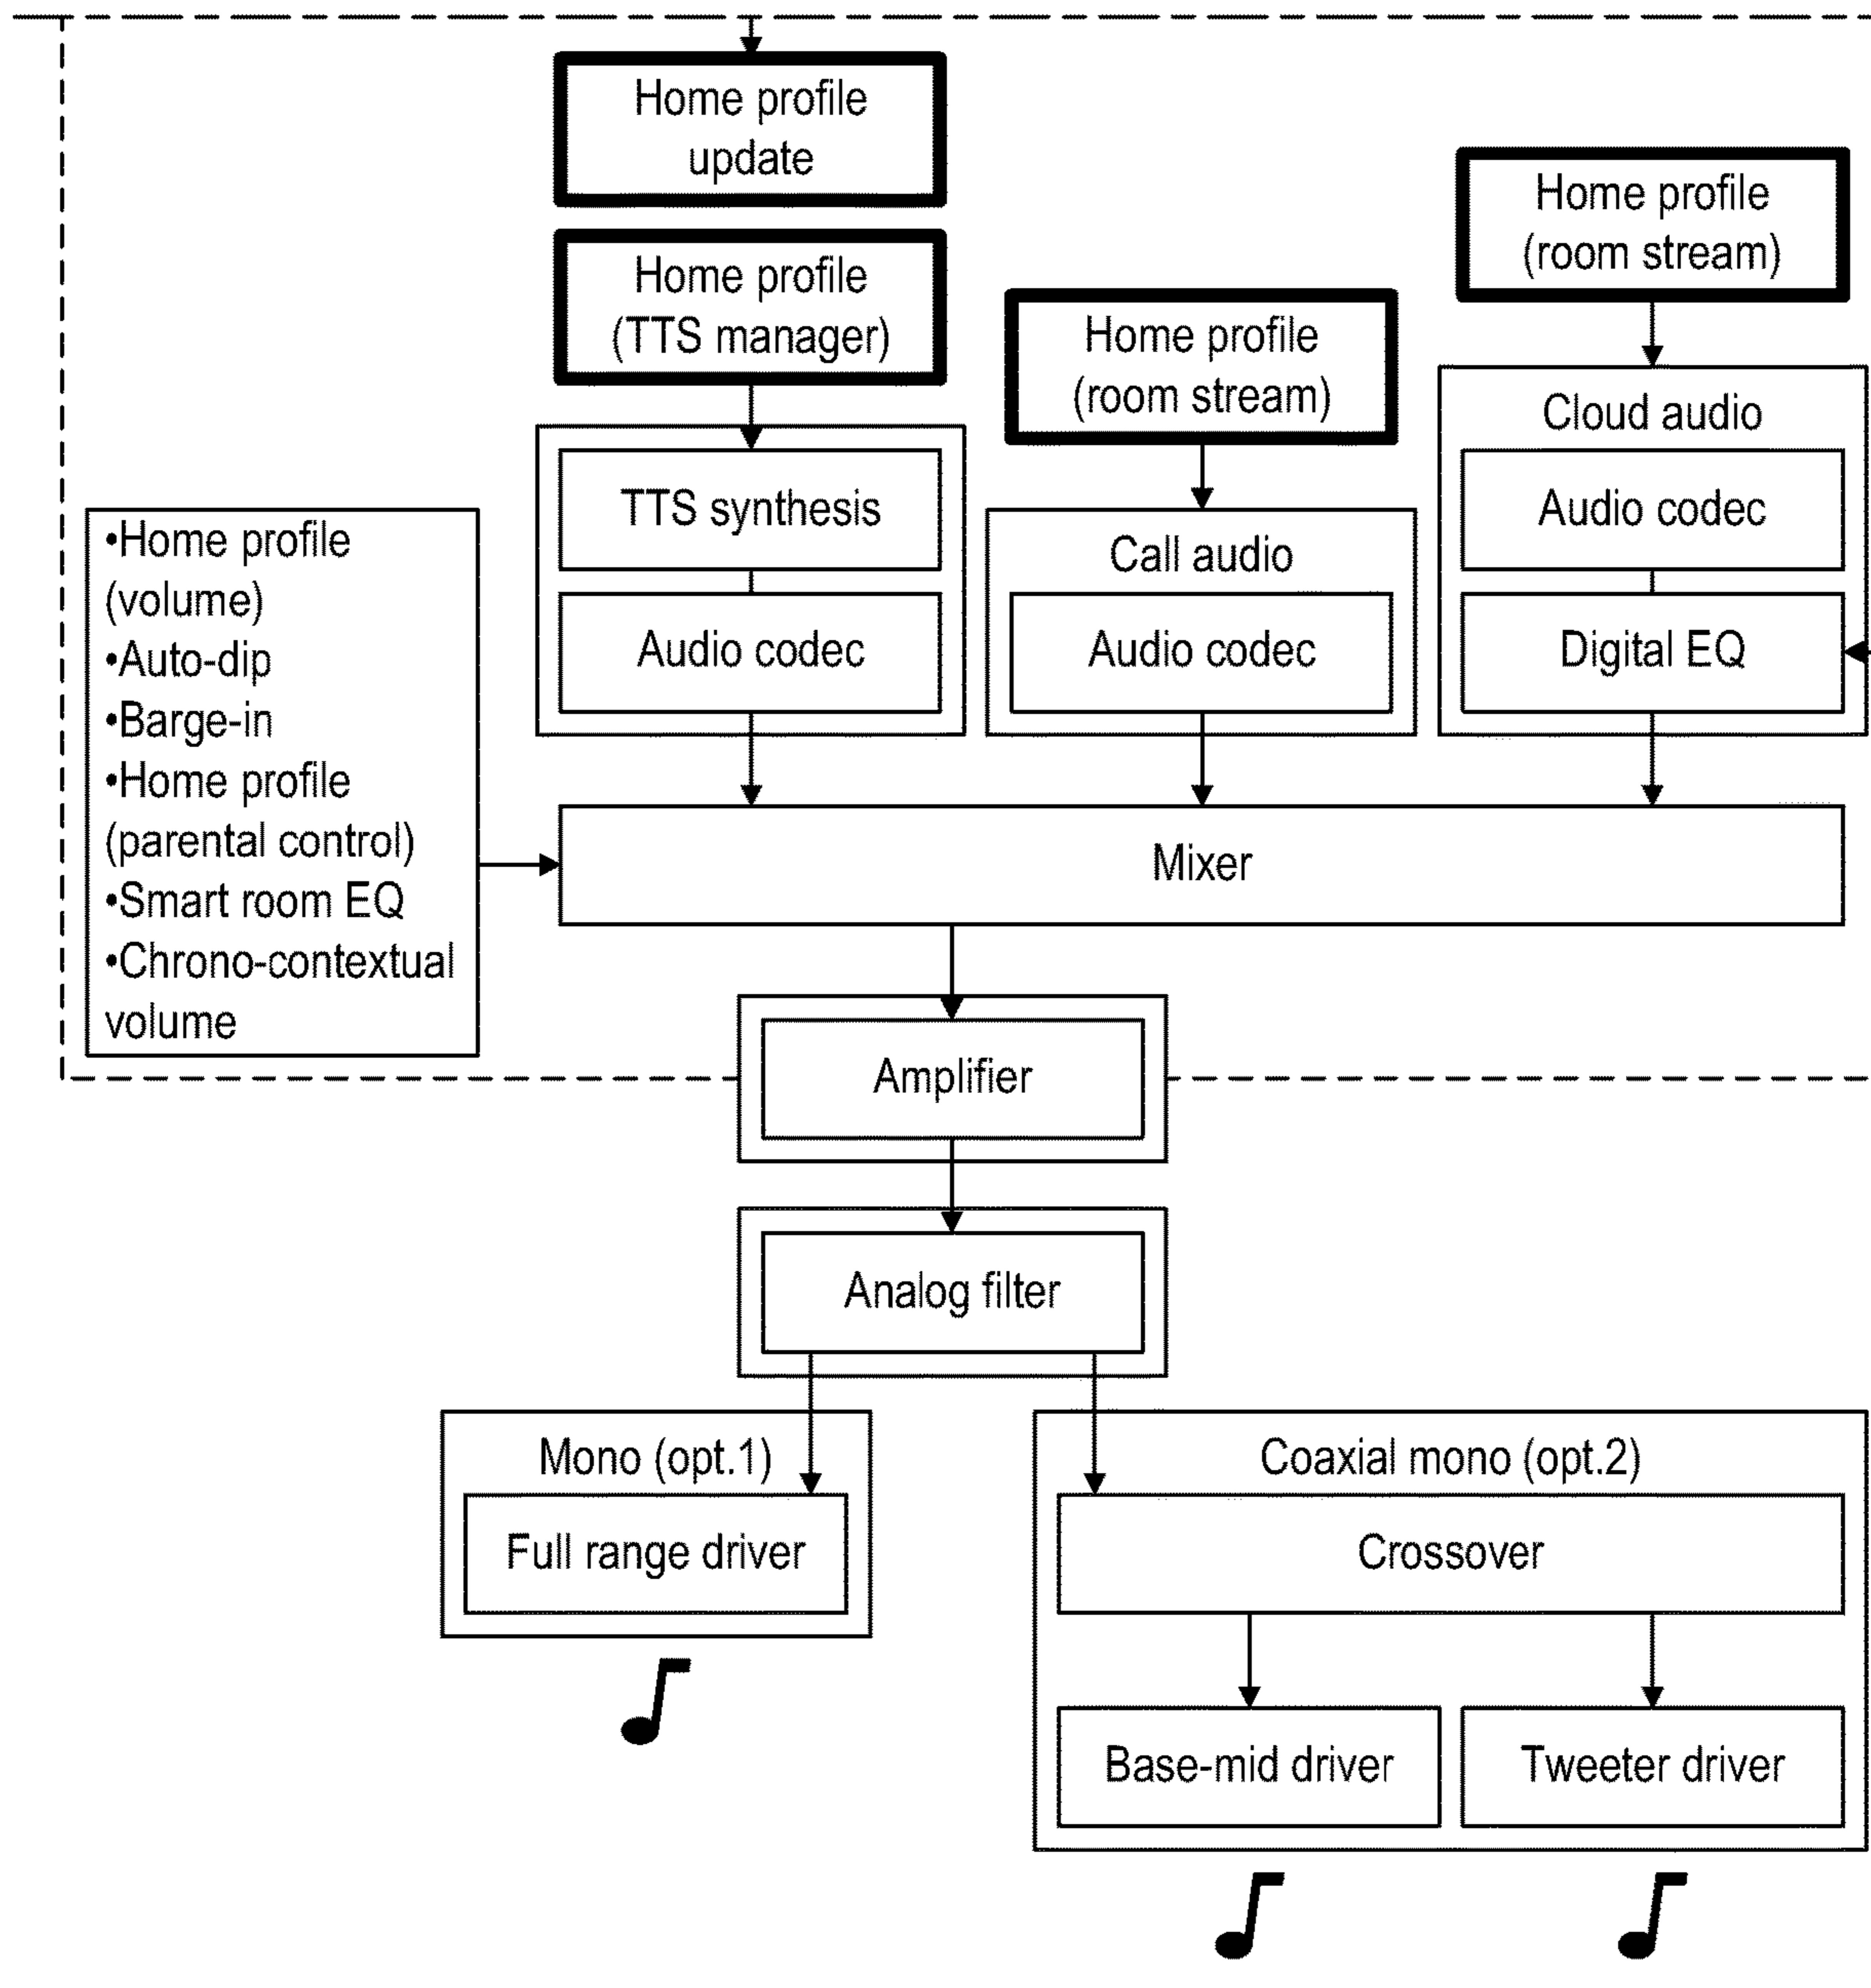 Home profile
update
Home profile
(TTS manager)
Home profile
(room stream)
Home profile
(room stream)
TTS synthesis
Audio codec
Call audio
Audio codec
Cloud audio
Audio codec
Digital EQ
•Home profile
(volume)
•Auto-dip
•Barge-in
•Home profile
(parental control)
•Smart room EQ
•Chrono-contextual
volume
Mixer
Amplifier
Analog filter
Mono (opt.1)
Full range driver
Coaxial mono (opt.2)
Crossover
Base-mid driver
Tweeter driver